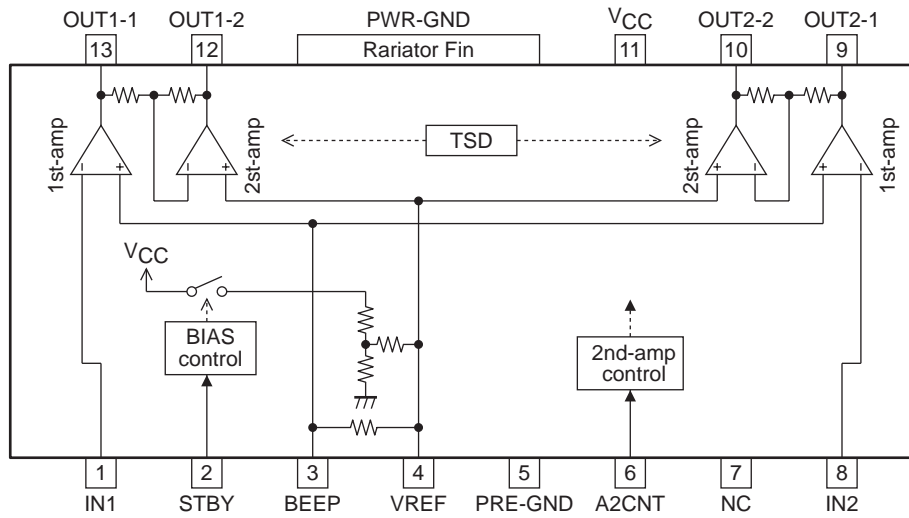 OUT1-1 OUT1-2 PWR-GND VCC OUT2-2 OUT2-1
13 12 Rariator Fin 11 10 9
1st-amp
2st-amp
TSD
2st-amp
1st-amp
VCC
BIAS
control
2nd-amp
control
1 2 3 4 5 6 7 8
IN1 STBY BEEP VREF PRE-GND A2CNT NC IN2